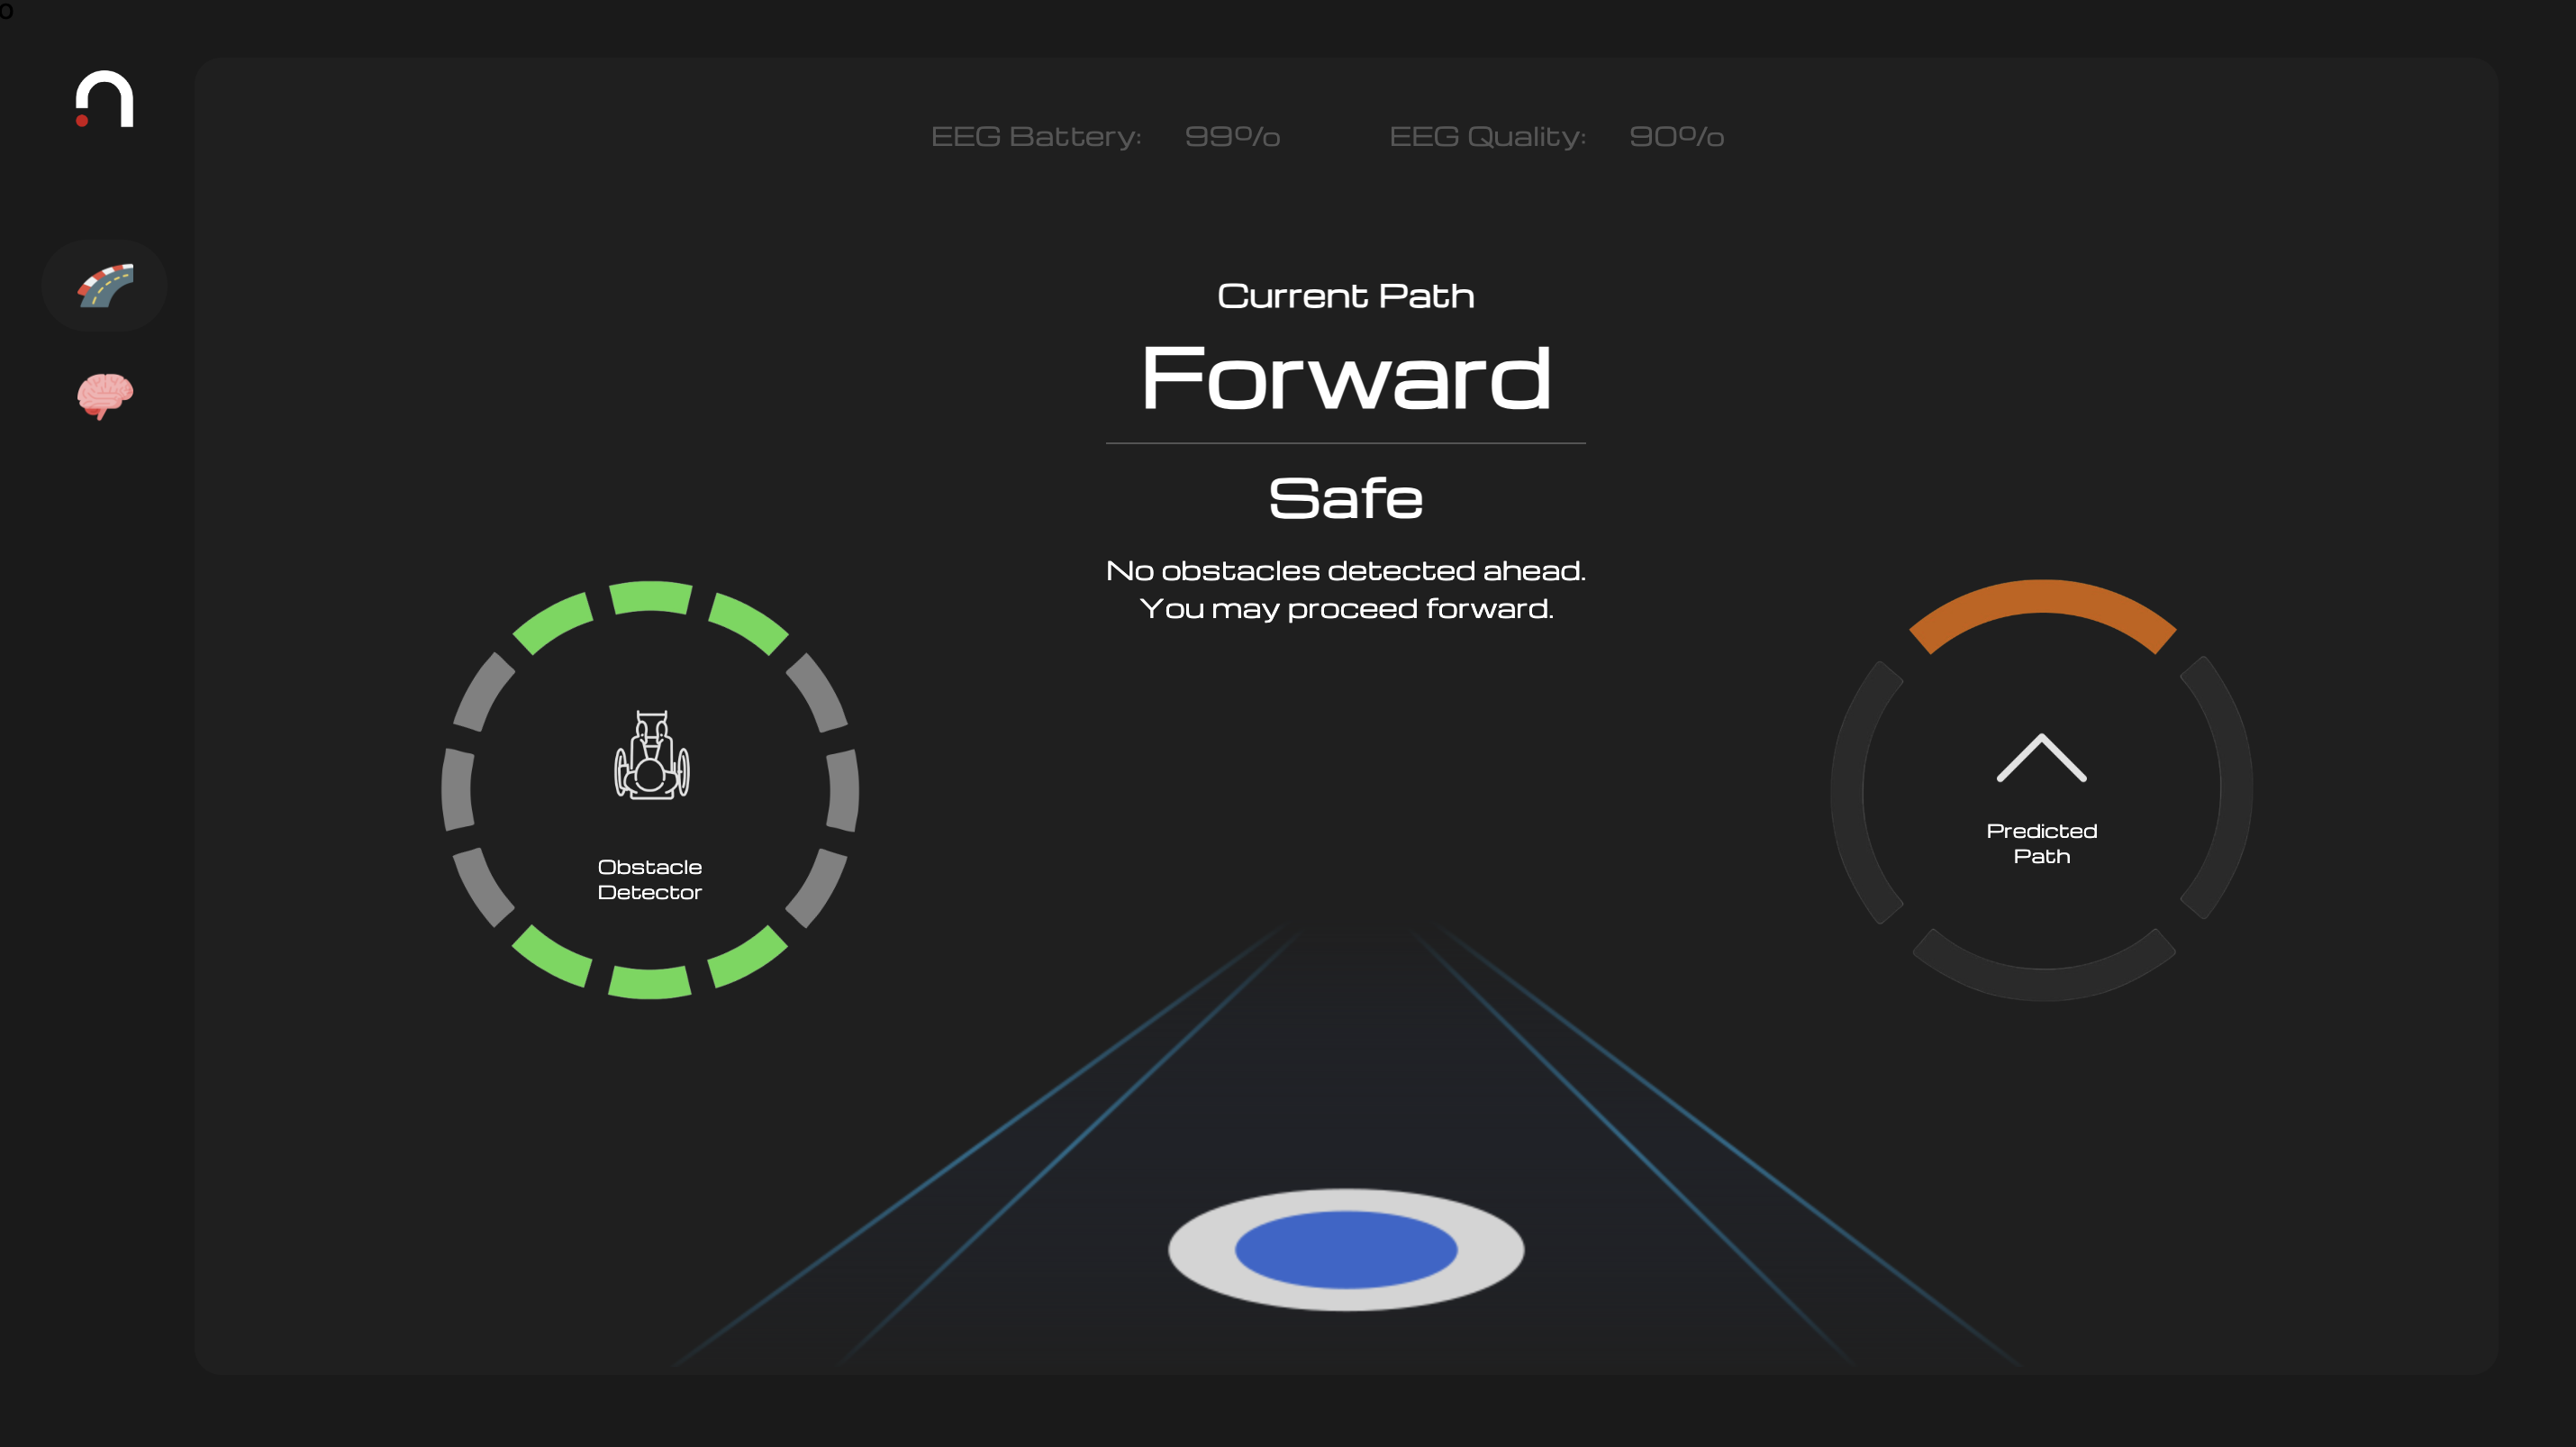 o
EEG Battery: 99% EEG Quality: 90%
Current Path
Forward
Safe
No obstacles detected ahead.
You may proceed forward.
Obstacle
Detector
Predicted
Path